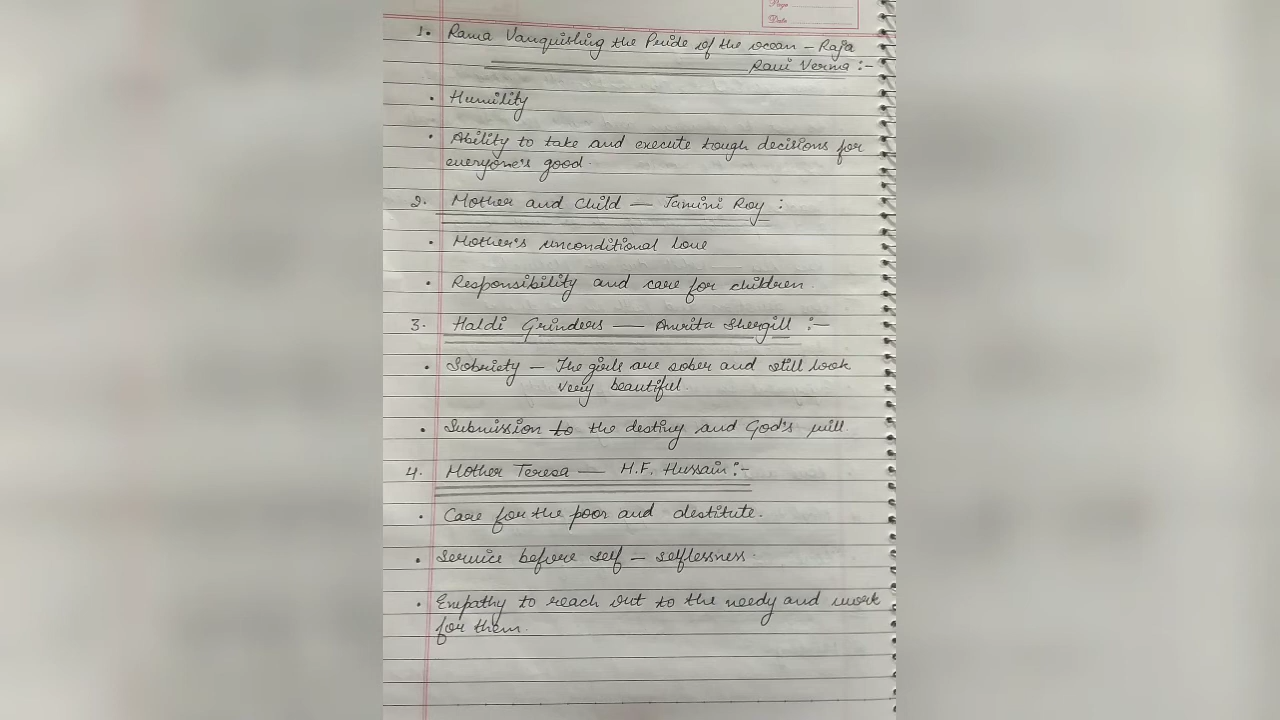 Page
Date
1. Rama Vanquishing the Pride of the ocean – Raja
Ravi Verma :-
• Humility
• Ability to take and execute tough decisions for
everyone's good.
2. Mother and Child — Jamini Roy :
• Mother's unconditional love
• Responsibility and care for children.
3. Haldi Grinders — Amrita Shergill :-
• Sobriety – The girls are sober and still look
very beautiful.
• Submission to the destiny and God's will.
4. Mother Teresa — M.F. Hussain :-
• Care for the poor and destitute.
• Service before self – selflessness.
• Empathy to reach out to the needy and work
for them.